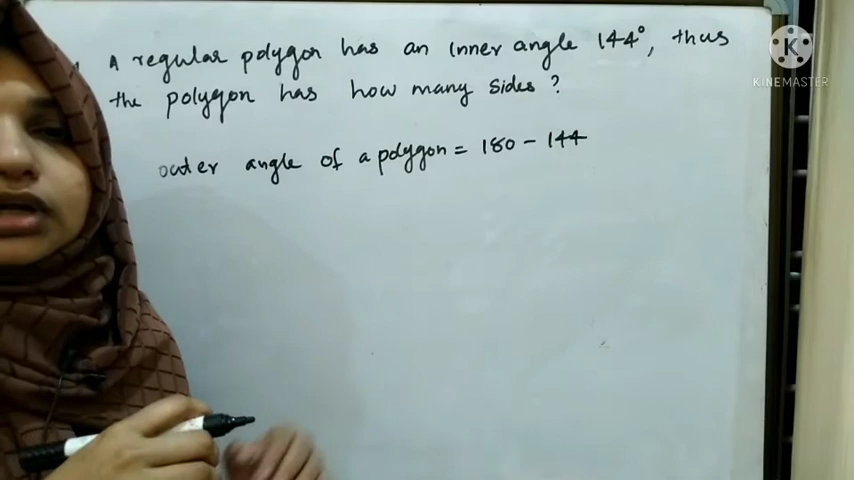 A regular polygon has an inner angle 144°, thus
the polygon has how many sides?
outer angle of a polygon = 180 - 144
K
KINEMASTER